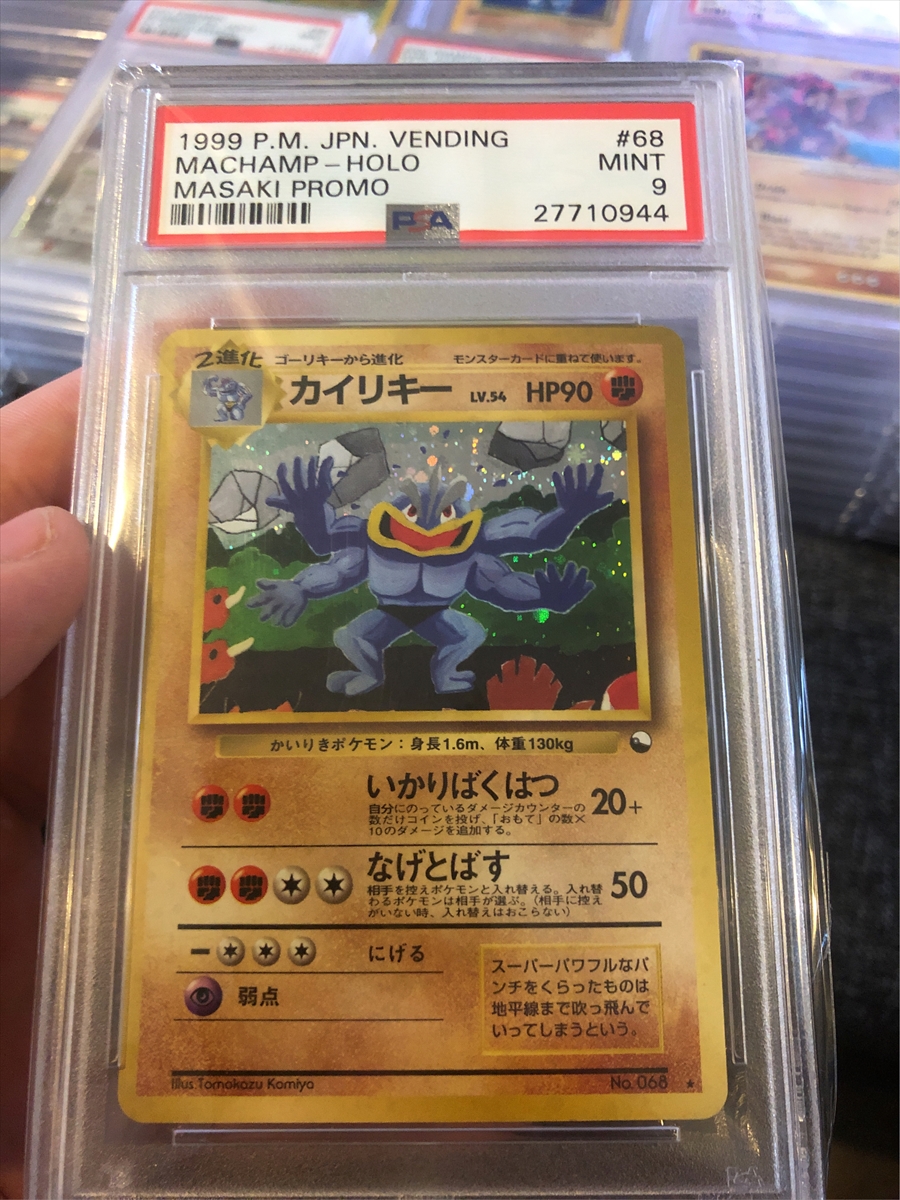 1999 P.M. JPN. VENDING #68
MACHAMP-HOLO MINT
MASAKI PROMO 9
PSA 27710944
2進化 ゴーリキーから進化 モンスターカードに重ねて使います。
カイリキー LV.54 HP90
かいりきポケモン：身長1.6m、体重130kg
いかりばくはつ 20+
自分にのっているダメージカウンターの
数だけコインを投げ、「おもて」の数×
10のダメージを追加する。
なげとばす 50
相手を控えポケモンと入れ替える。入れ替
わるポケモンは相手が選ぶ。（相手に控え
がいない時、入れ替えはおこらない）
にげる
弱点
スーパーパワフルなパ
ンチをくらったものは
地平線まで吹っ飛んで
いってしまうという。
Illus. Tomokazu Komiya No. 068 ★